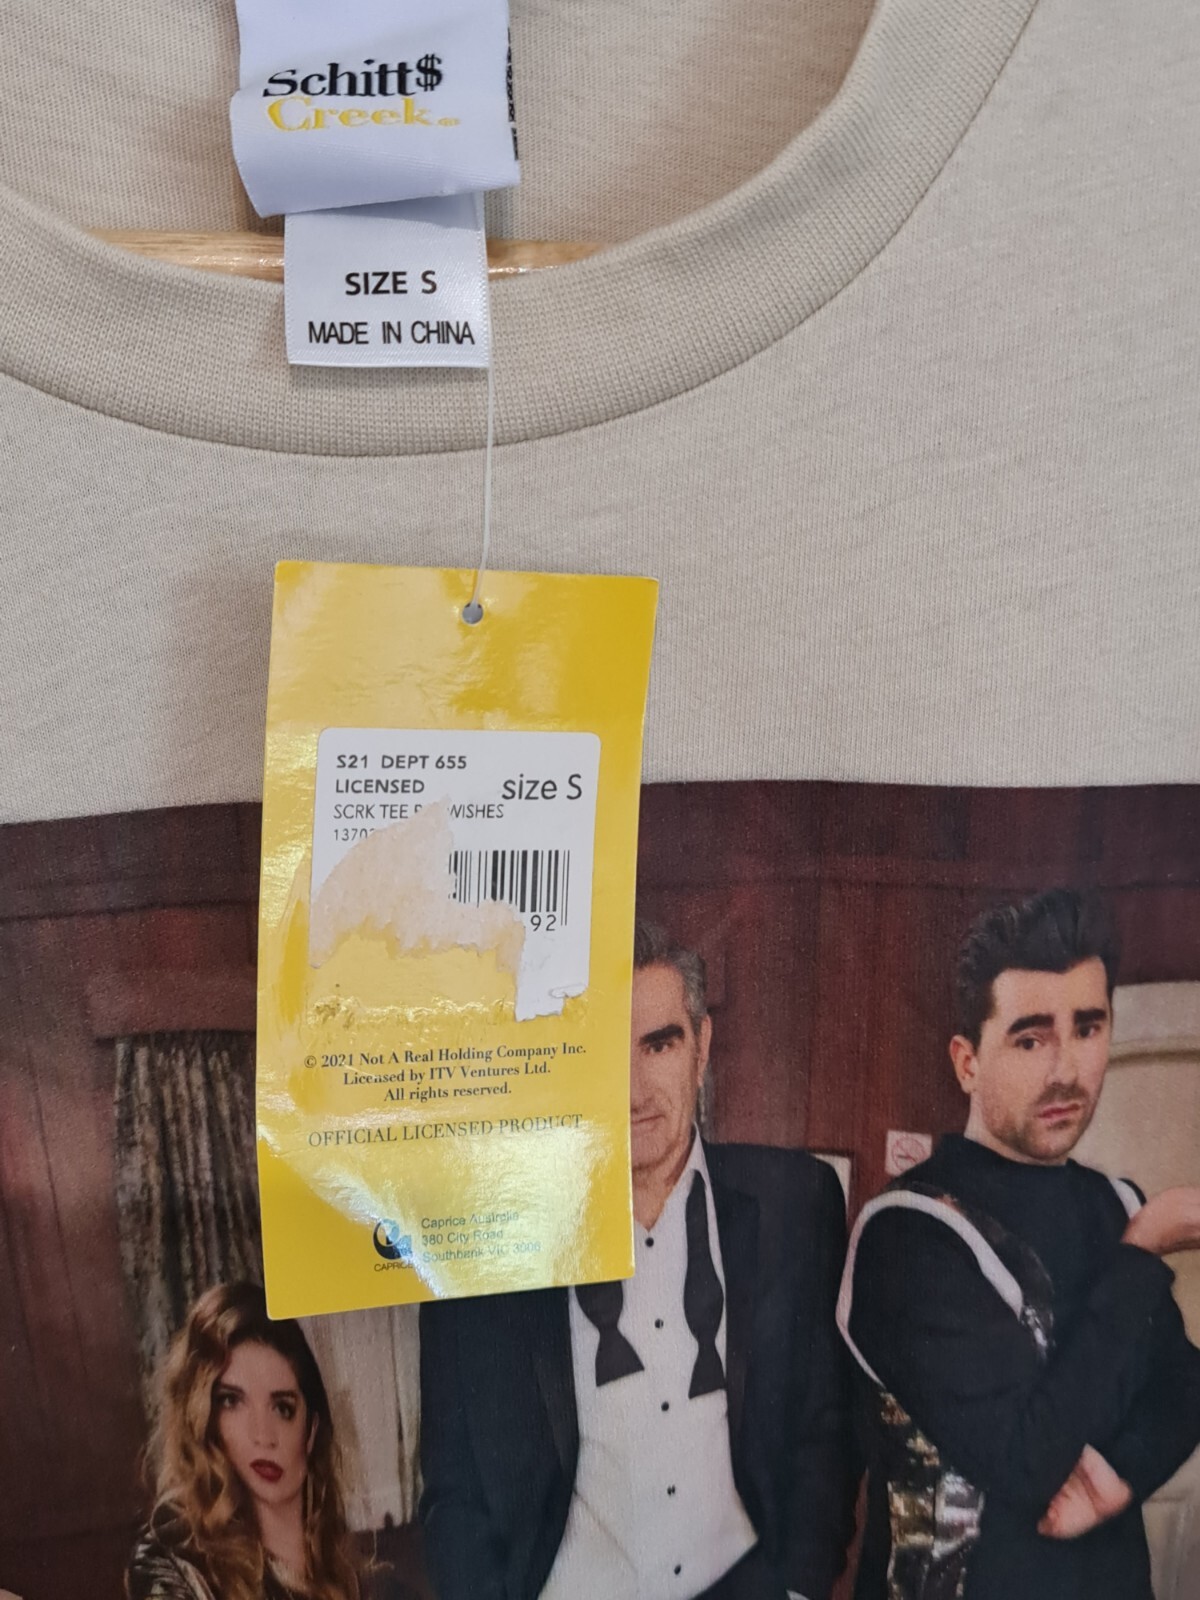 Schitt$
Creek
SIZE S
MADE IN CHINA
S21 DEPT 655
LICENSED
size S
SCRK TEE WISHES
1370
92
© 2021 Not A Real Holding Company Inc.
Licensed by ITV Ventures Ltd.
All rights reserved.
OFFICIAL LICENSED PRODUCT
Caprice Australia
380 City Road
Southbank VIC 3006
CAPRICE